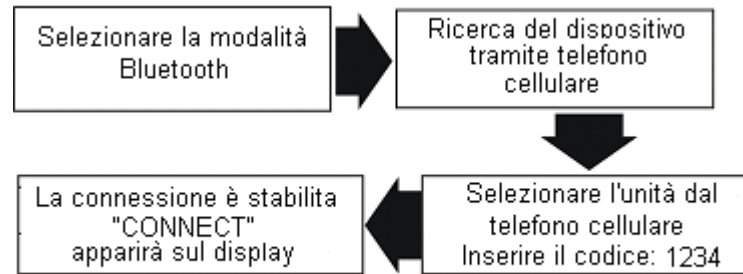 Selezionare la modalità
Bluetooth
Ricerca del dispositivo
tramite telefono
cellulare
Selezionare l'unità dal
telefono cellulare
Inserire il codice: 1234
La connessione è stabilita
"CONNECT"
apparirà sul display